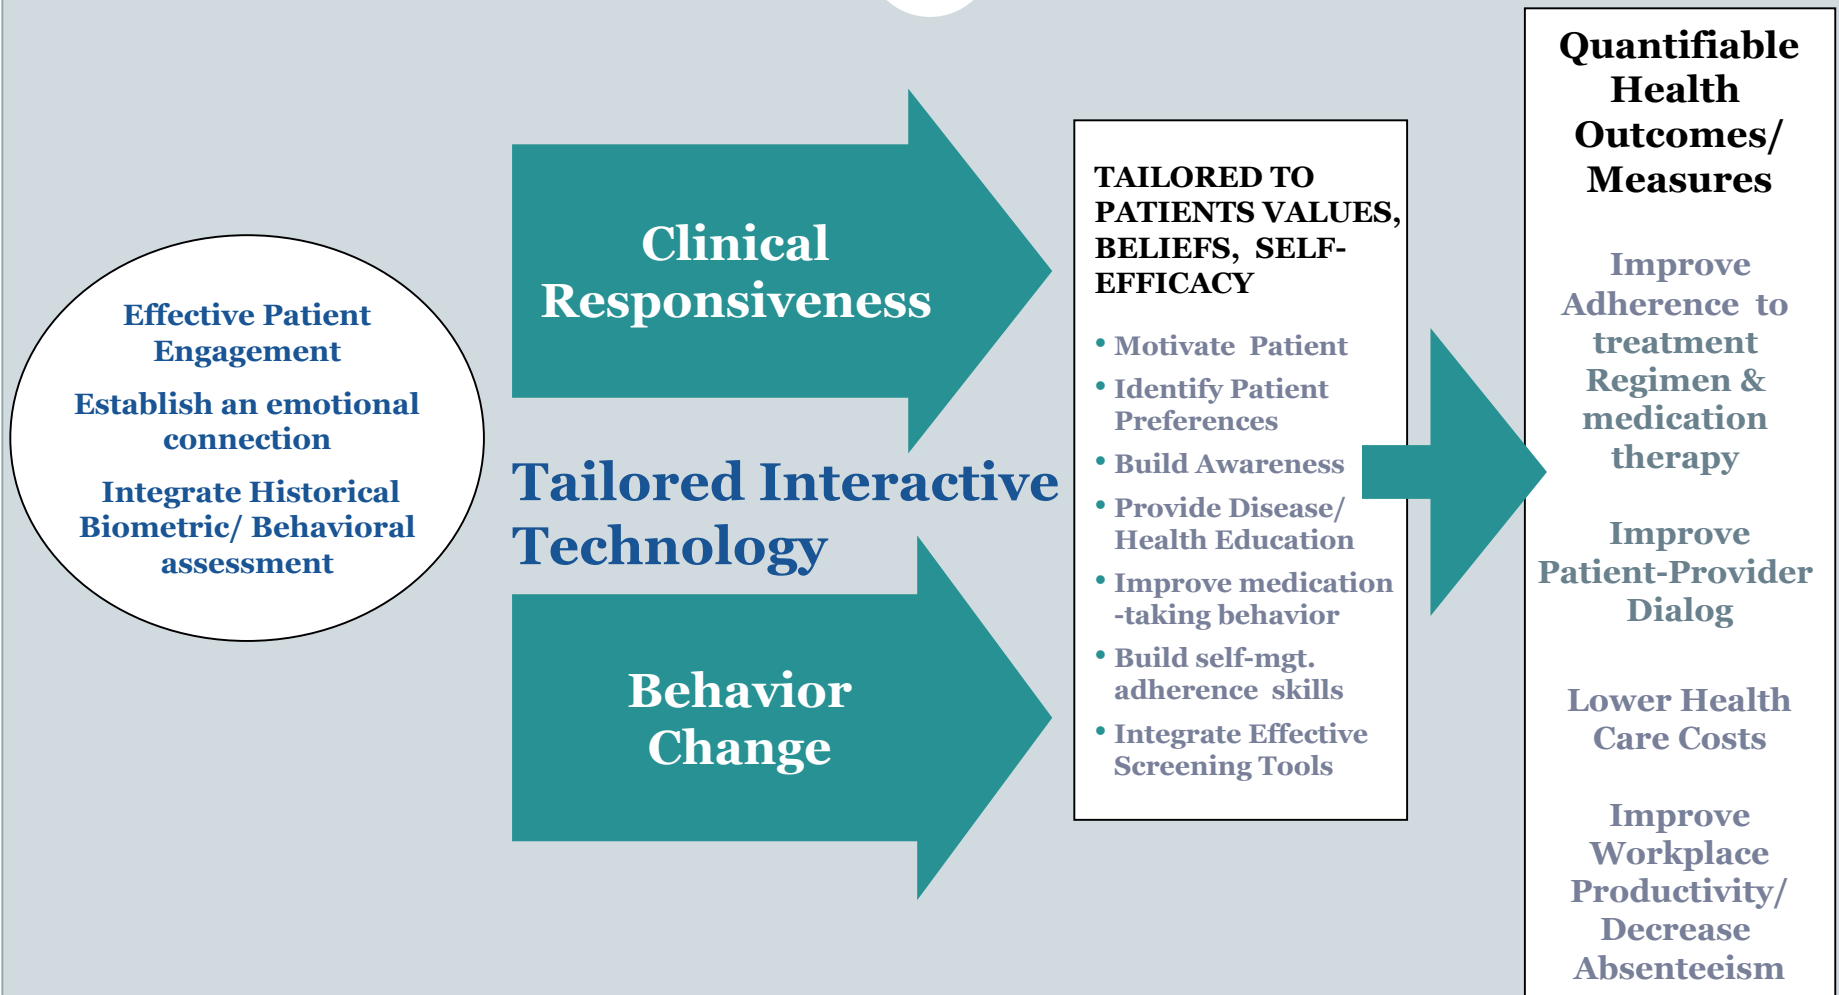 Effective Patient
Engagement
Establish an emotional
connection
Integrate Historical
Biometric/ Behavioral
assessment
Clinical
Responsiveness
Tailored Interactive
Technology
Behavior
Change
TAILORED TO
PATIENTS VALUES,
BELIEFS, SELF-
EFFICACY
• Motivate Patient
• Identify Patient
Preferences
• Build Awareness
• Provide Disease/
Health Education
• Improve medication
-taking behavior
• Build self-mgt.
adherence skills
• Integrate Effective
Screening Tools
Quantifiable
Health
Outcomes/
Measures
Improve
Adherence to
treatment
Regimen &
medication
therapy
Improve
Patient-Provider
Dialog
Lower Health
Care Costs
Improve
Workplace
Productivity/
Decrease
Absenteeism